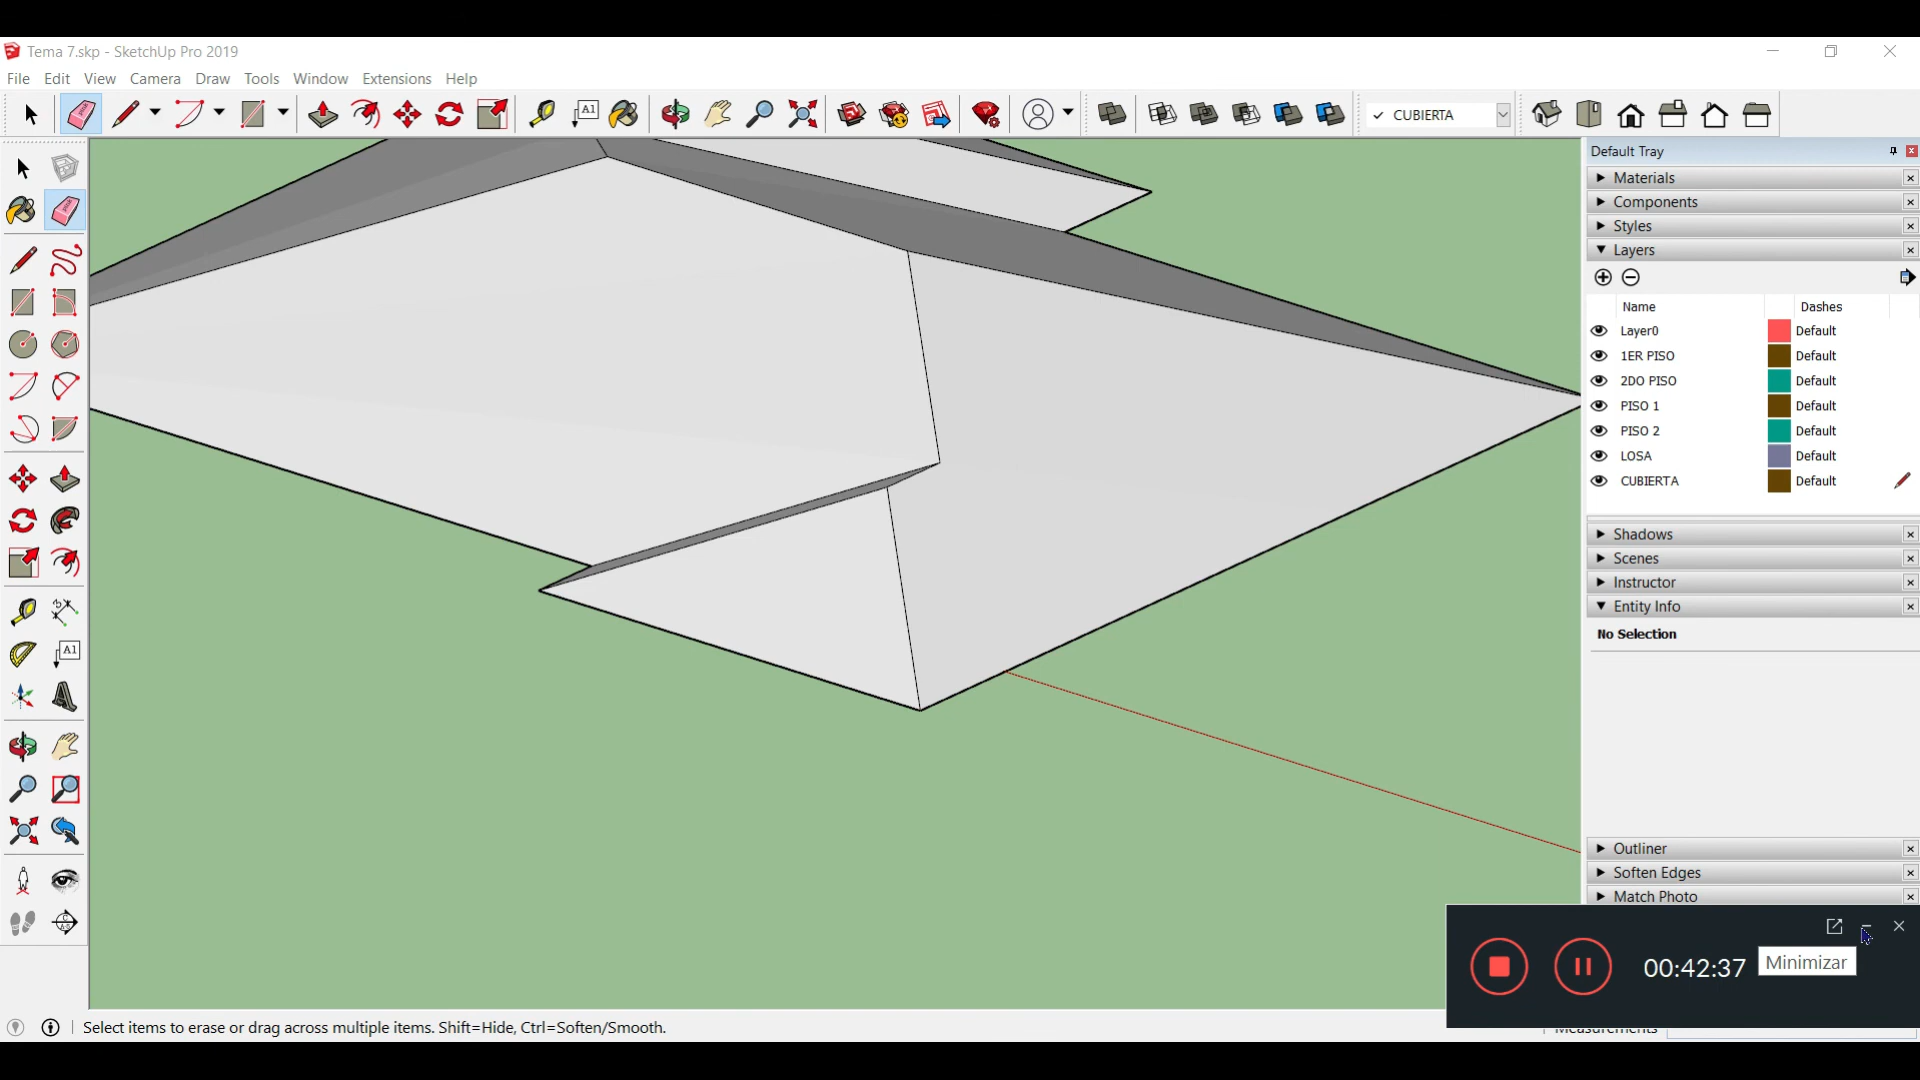 Tema 7.skp - SketchUp Pro 2019
File Edit View Camera Draw Tools Window Extensions Help
A1
CUBIERTA
Default Tray
Materials
Components
Styles
Layers
Name Dashes
Layer0 Default
1ER PISO Default
2DO PISO Default
PISO 1 Default
PISO 2 Default
LOSA Default
CUBIERTA Default
Shadows
Scenes
Instructor
Entity Info
No Selection
A1
Outliner
Soften Edges
Match Photo
00:42:37
Minimizar
Select items to erase or drag across multiple items. Shift=Hide, Ctrl=Soften/Smooth.
Measurements